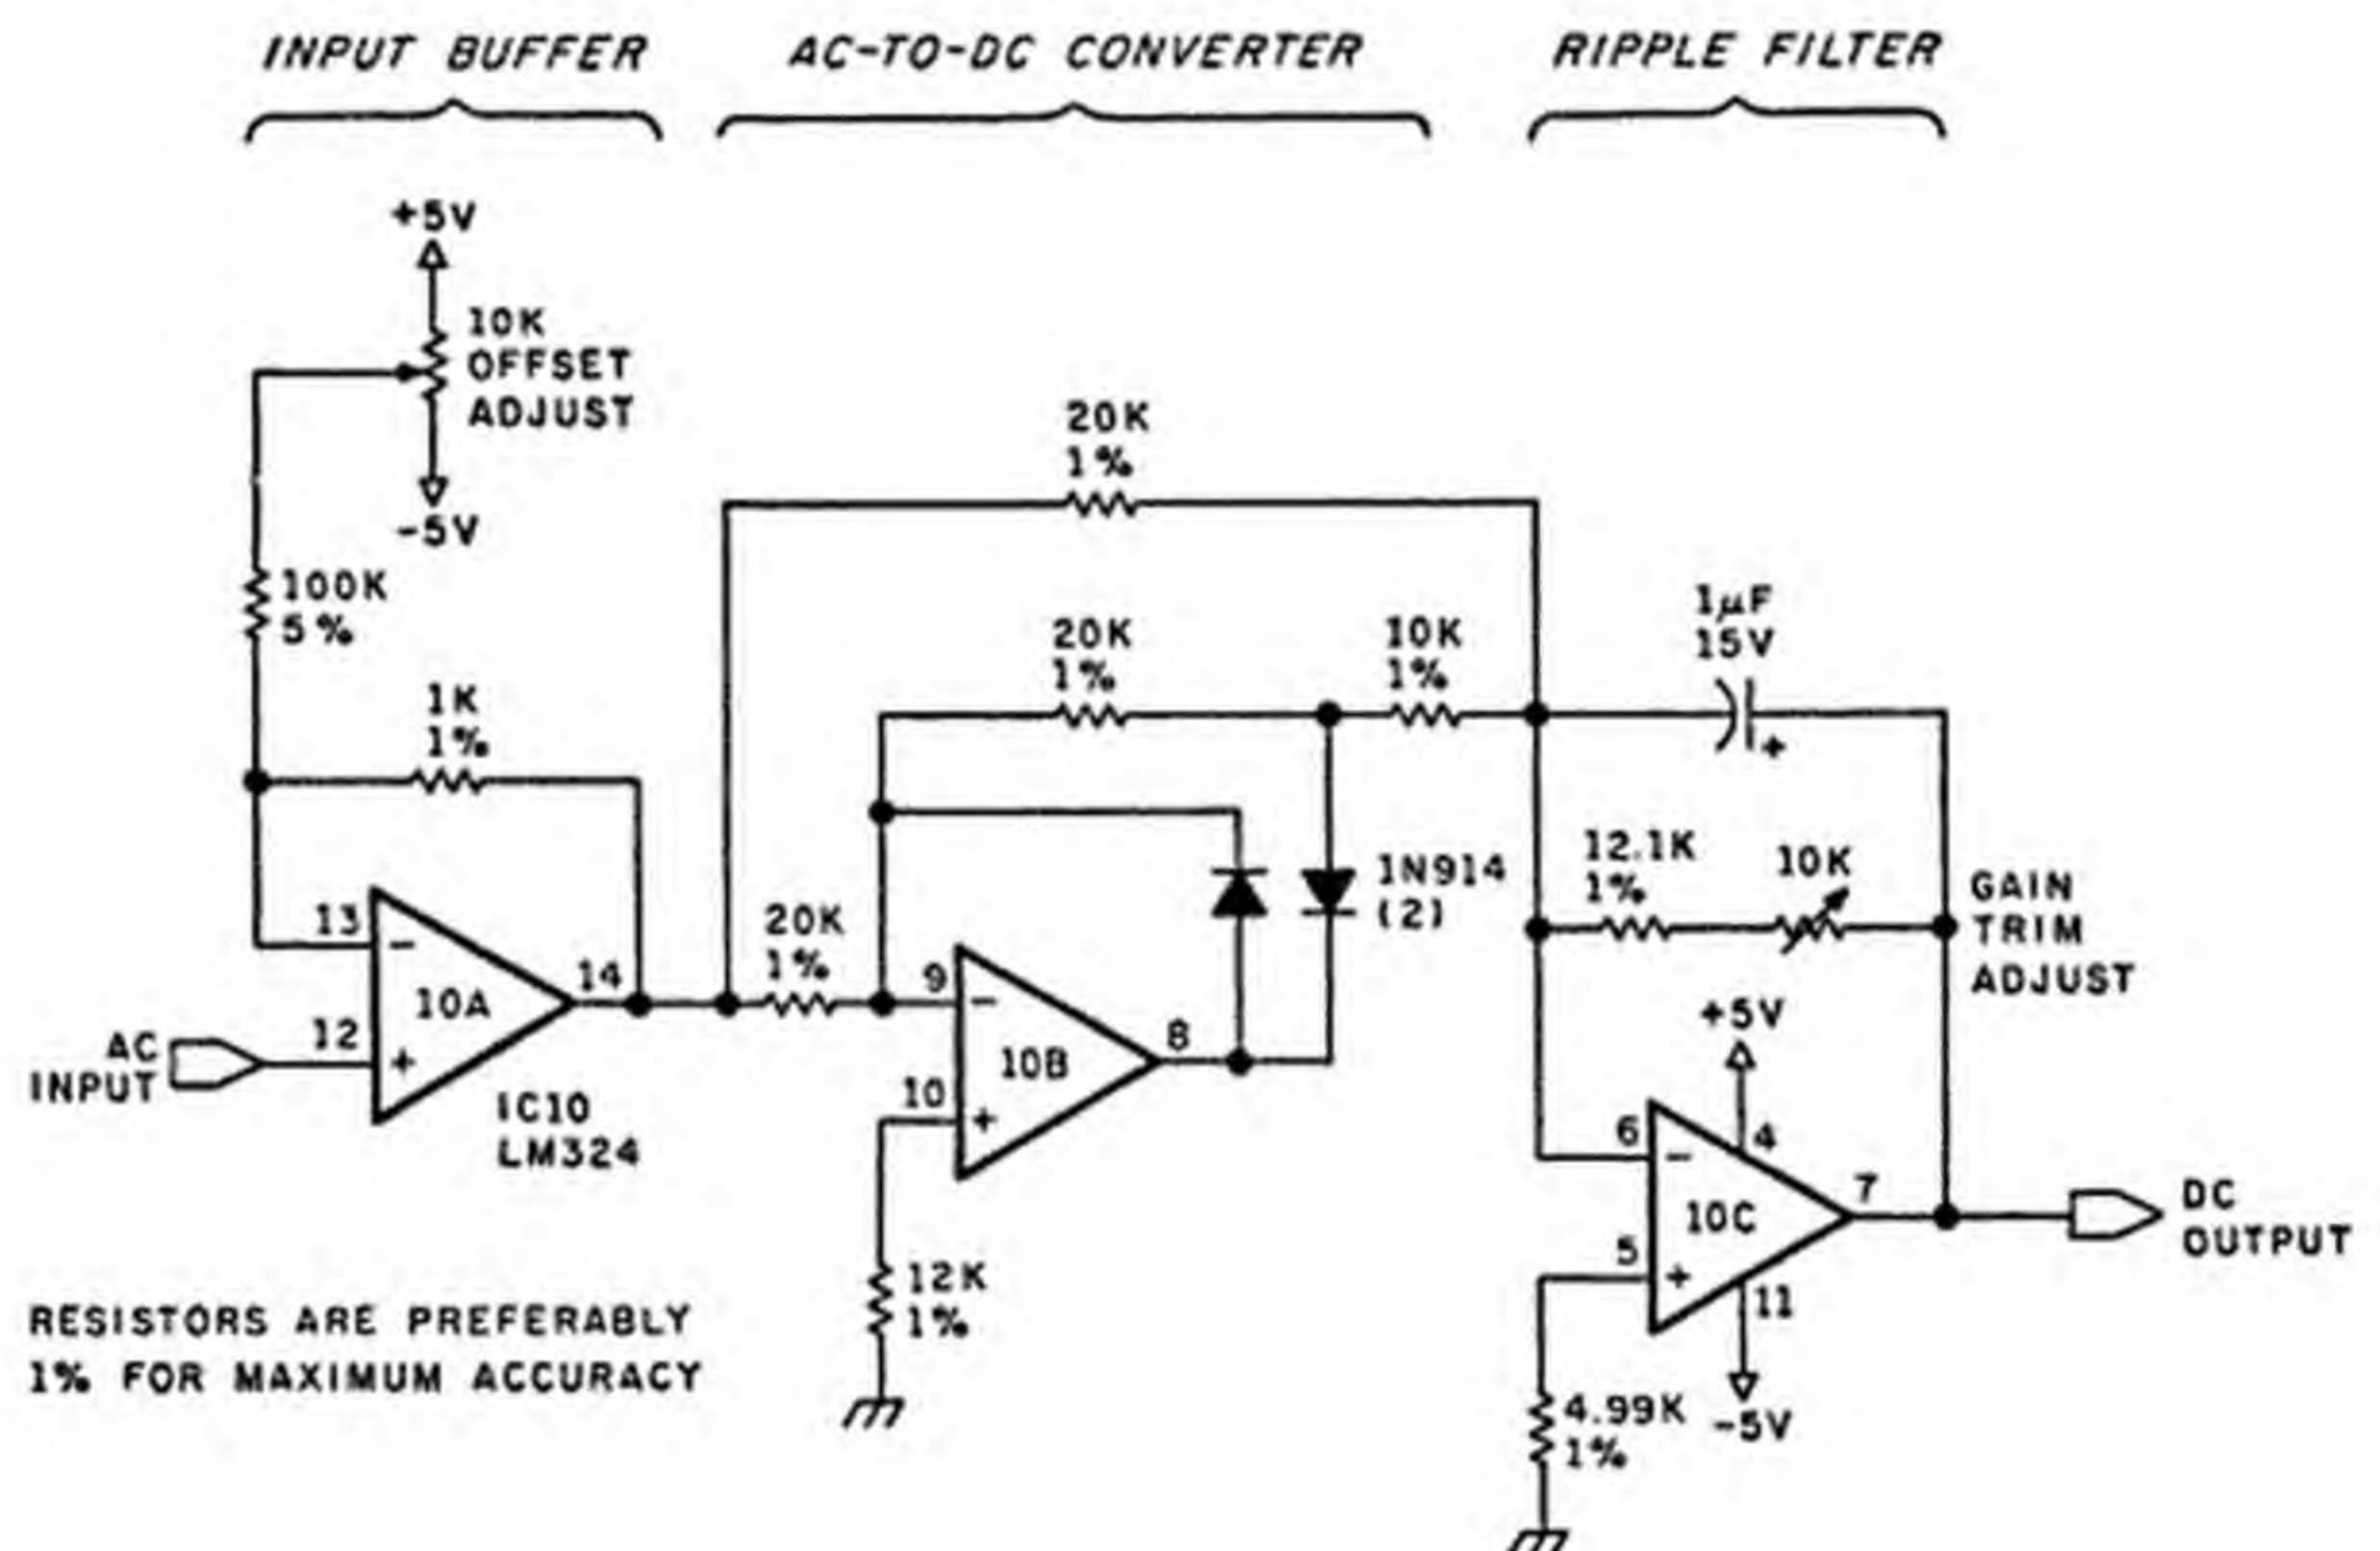 INPUT BUFFER
AC-TO-DC CONVERTER
RIPPLE FILTER
+5V
10K
OFFSET
ADJUST
-5V
100K
5%
1K
1%
20K
1%
20K
1%
10K
1%
1µF
15V
+
12.1K
1%
10K
GAIN
TRIM
ADJUST
1N914
(2)
20K
1%
13
-
12
+
10A
14
AC
INPUT
IC10
LM324
9
-
10
+
10B
8
12K
1%
+5V
4
6
-
5
+
10C
7
11
-5V
DC
OUTPUT
4.99K
1%
RESISTORS ARE PREFERABLY
1% FOR MAXIMUM ACCURACY